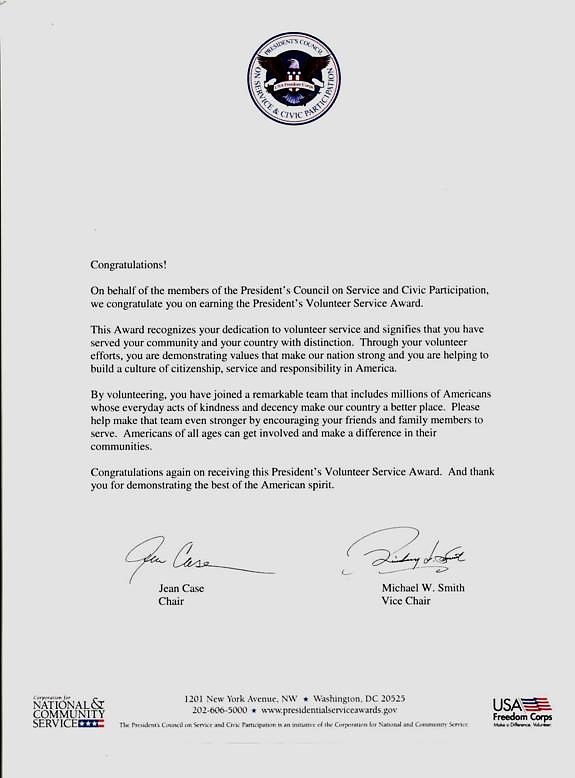 PRESIDENT'S COUNCIL
ON SERVICE & CIVIC PARTICIPATION
USA Freedom Corps
Congratulations!
On behalf of the members of the President's Council on Service and Civic Participation,
we congratulate you on earning the President's Volunteer Service Award.
This Award recognizes your dedication to volunteer service and signifies that you have
served your community and your country with distinction.  Through your volunteer
efforts, you are demonstrating values that make our nation strong and you are helping to
build a culture of citizenship, service and responsibility in America.
By volunteering, you have joined a remarkable team that includes millions of Americans
whose everyday acts of kindness and decency make our country a better place.  Please
help make that team even stronger by encouraging your friends and family members to
serve.  Americans of all ages can get involved and make a difference in their
communities.
Congratulations again on receiving this President's Volunteer Service Award.  And thank
you for demonstrating the best of the American spirit.
Jean Case
Jean Case
Chair
Michael W. Smith
Vice Chair
Corporation for
NATIONAL &
COMMUNITY
SERVICE
1201 New York Avenue, NW ★ Washington, DC 20525
202-606-5000 ★ www.presidentialserviceawards.gov
The President's Council on Service and Civic Participation is an initiative of the Corporation for National and Community Service.
USA
Freedom Corps
Make a Difference. Volunteer.